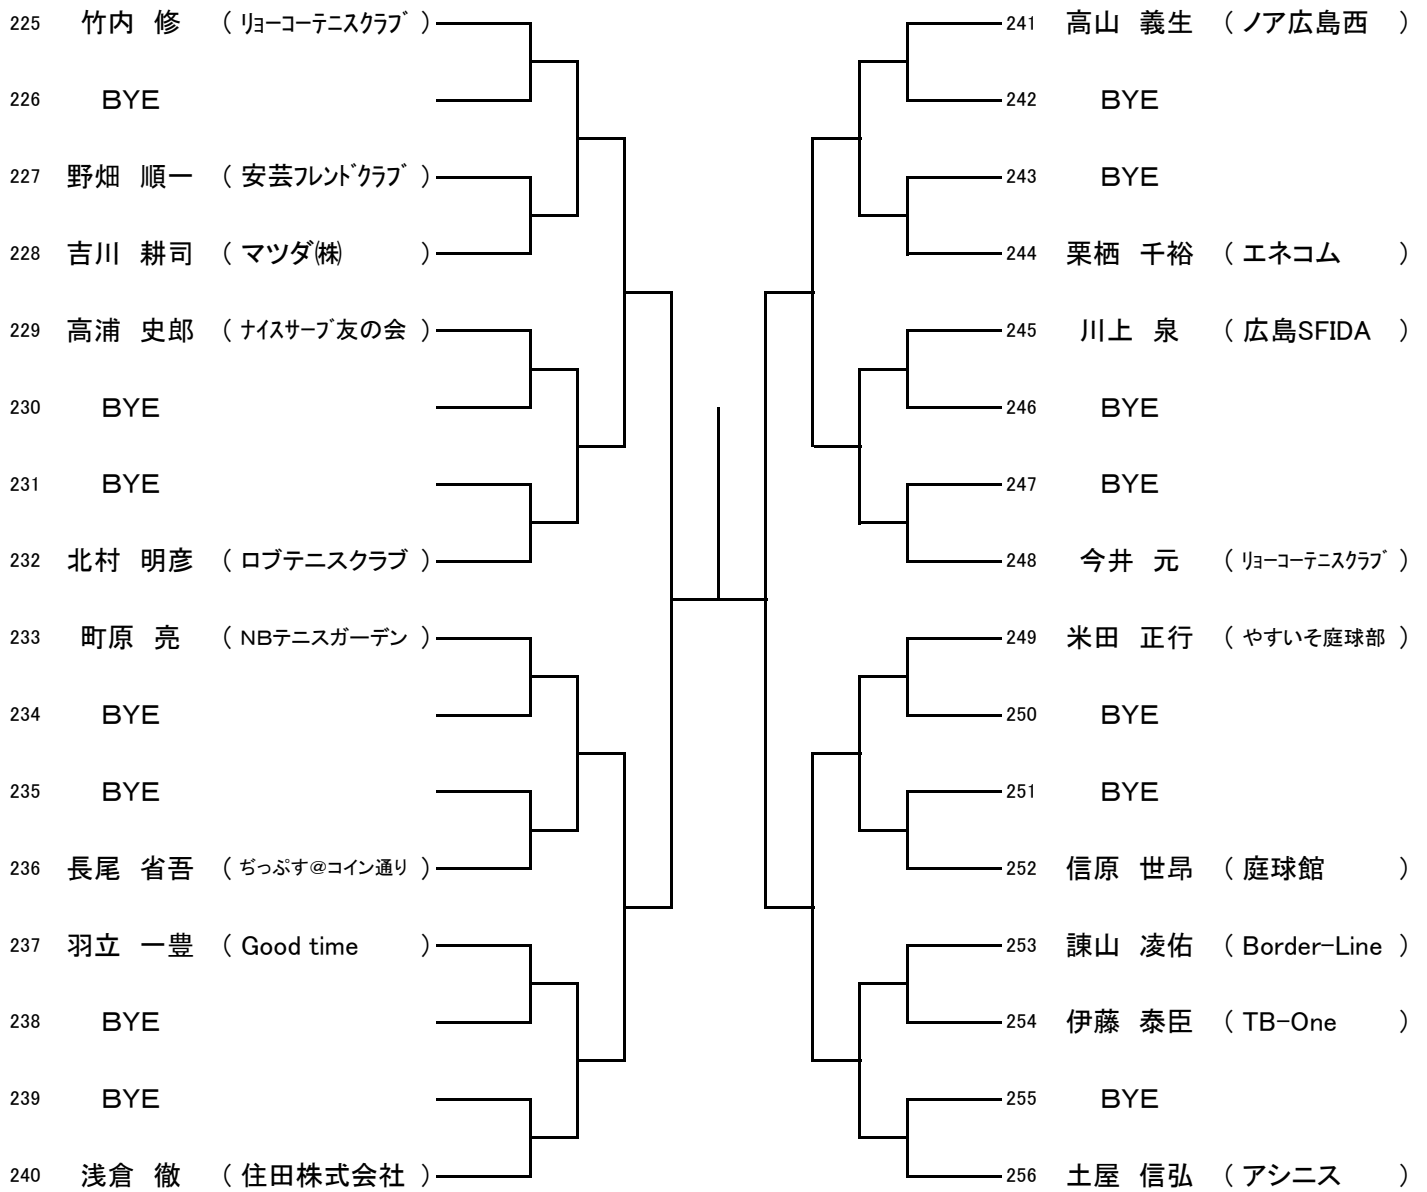 225 竹内 修 ( ﾘｮｰｺｰﾃﾆｽｸﾗﾌﾞ )
226 BYE
227 野畑 順一 ( 安芸ﾌﾚﾝﾄﾞｸﾗﾌﾞ )
228 吉川 耕司 ( マツダ㈱ )
229 高浦 史郎 ( ﾅｲｽｻｰﾌﾞ友の会 )
230 BYE
231 BYE
232 北村 明彦 ( ロブテニスクラブ )
233 町原 亮 ( NBテニスガーデン )
234 BYE
235 BYE
236 長尾 省吾 ( ぢっぷす@コイン通り )
237 羽立 一豊 ( Good time )
238 BYE
239 BYE
240 浅倉 徹 ( 住田株式会社 )
241 高山 義生 ( ノア広島西 )
242 BYE
243 BYE
244 栗栖 千裕 ( エネコム )
245 川上 泉 ( 広島SFIDA )
246 BYE
247 BYE
248 今井 元 ( ﾘｮｰｺｰﾃﾆｽｸﾗﾌﾞ )
249 米田 正行 ( やすいそ庭球部 )
250 BYE
251 BYE
252 信原 世昂 ( 庭球館 )
253 諌山 凌佑 ( Border-Line )
254 伊藤 泰臣 ( TB-One )
255 BYE
256 土屋 信弘 ( アシニス )